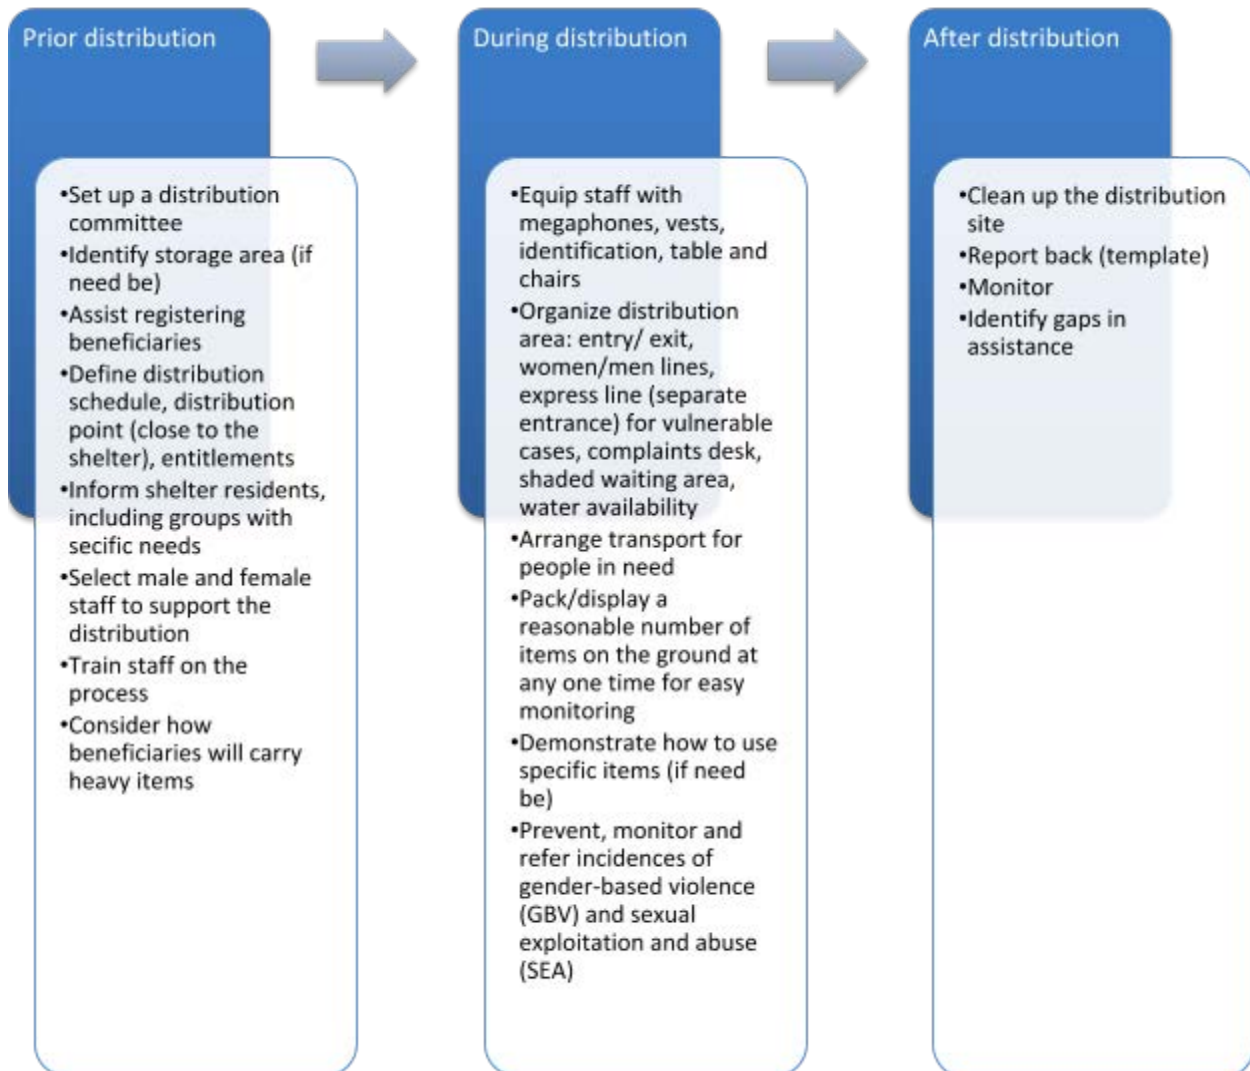 Prior distribution
•Set up a distribution
committee
•Identify storage area (if
need be)
•Assist registering
beneficiaries
•Define distribution
schedule, distribution
point (close to the
shelter), entitlements
•Inform shelter residents,
including groups with
secific needs
•Select male and female
staff to support the
distribution
•Train staff on the
process
•Consider how
beneficiaries will carry
heavy items
During distribution
•Equip staff with
megaphones, vests,
identification, table and
chairs
•Organize distribution
area: entry/ exit,
women/men lines,
express line (separate
entrance) for vulnerable
cases, complaints desk,
shaded waiting area,
water availability
•Arrange transport for
people in need
•Pack/display a
reasonable number of
items on the ground at
any one time for easy
monitoring
•Demonstrate how to use
specific items (if need
be)
•Prevent, monitor and
refer incidences of
gender-based violence
(GBV) and sexual
exploitation and abuse
(SEA)
After distribution
•Clean up the distribution
site
•Report back (template)
•Monitor
•Identify gaps in
assistance